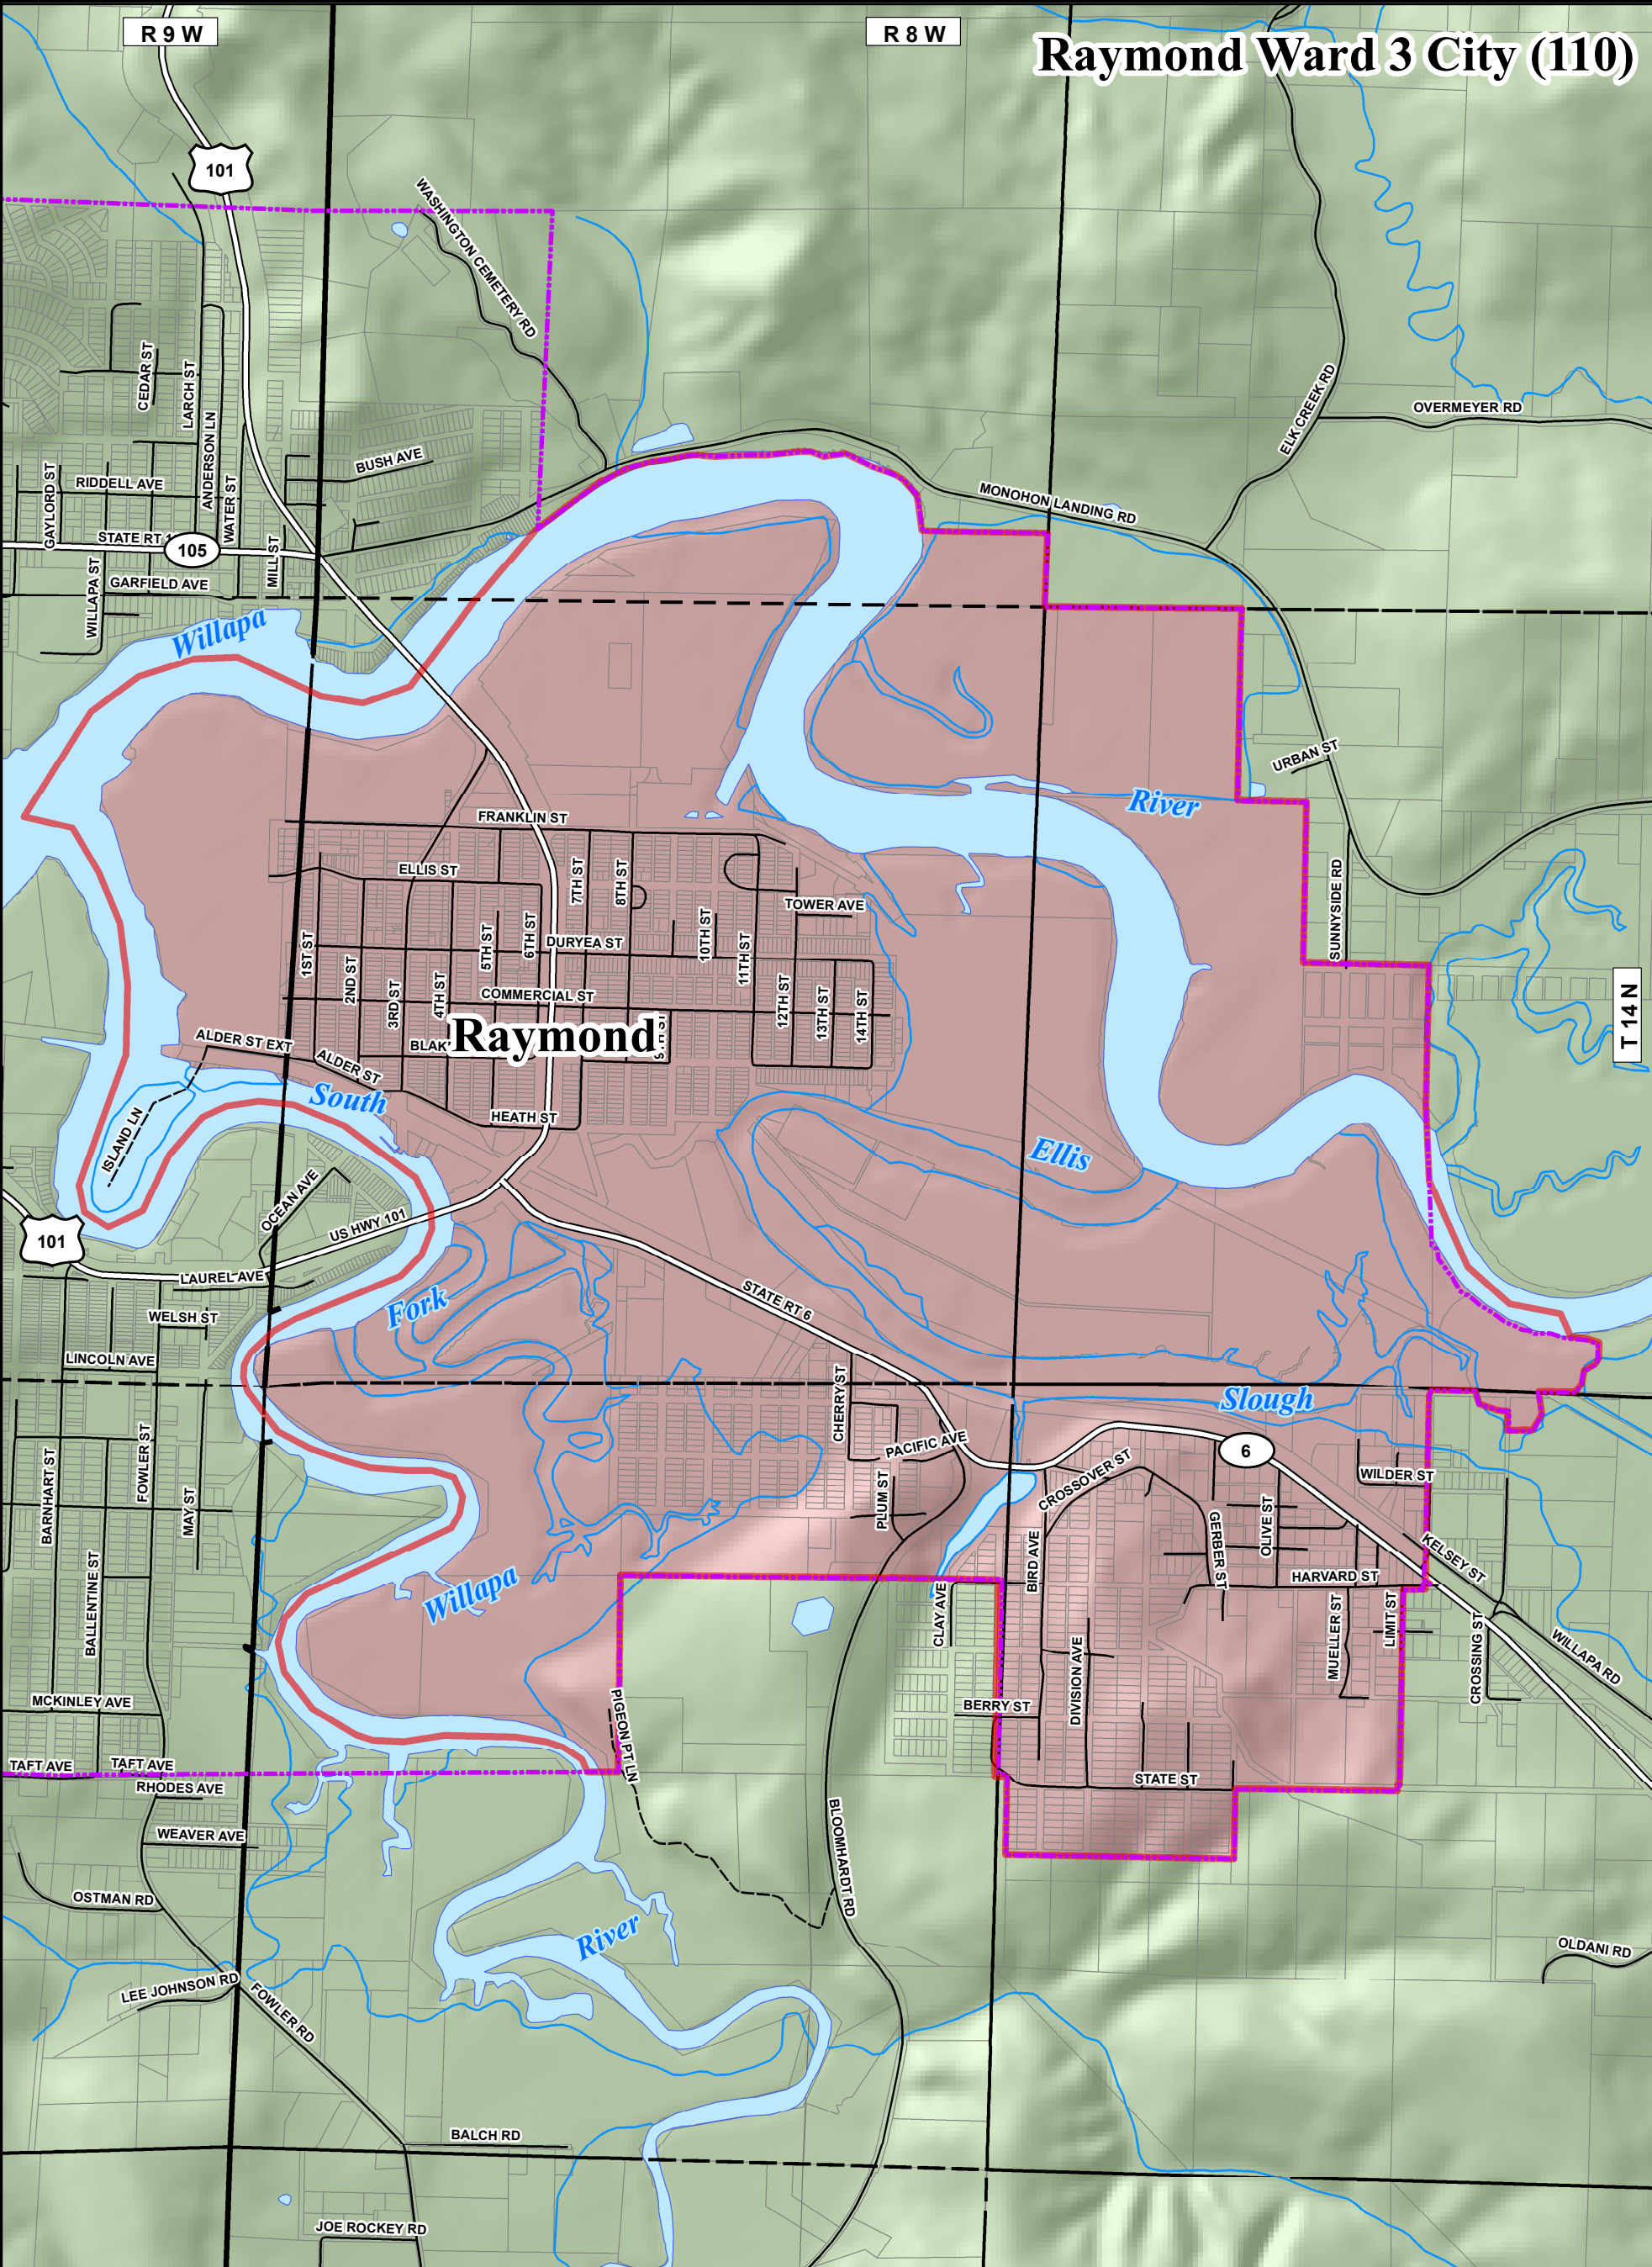 R 9 W
R 8 W
Raymond Ward 3 City (110)
101
WASHINGTON CEMETERY RD
CEDAR ST
LARCH ST
ANDERSON LN
ELK CREEK RD
OVERMEYER RD
GAYLORD ST
RIDDELL AVE
WATER ST
BUSH AVE
MONOHON LANDING RD
STATE RT 1
105
MILL ST
WILLAPA ST
GARFIELD AVE
Willapa
URBAN ST
River
FRANKLIN ST
ELLIS ST
7TH ST
8TH ST
TOWER AVE
SUNNYSIDE RD
1ST ST
2ND ST
3RD ST
4TH ST
5TH ST
6TH ST
DURYEA ST
10TH ST
11TH ST
12TH ST
13TH ST
14TH ST
COMMERCIAL ST
T 14 N
Raymond
BLAK
ALDER ST EXT
ALDER ST
South
HEATH ST
ISLAND LN
Ellis
OCEAN AVE
US HWY 101
101
LAUREL AVE
Fork
STATE RT 6
WELSH ST
LINCOLN AVE
CHERRY ST
Slough
PACIFIC AVE
6
CROSSOVER ST
WILDER ST
BARNHART ST
FOWLER ST
MAY ST
PLUM ST
BIRD AVE
GERBER ST
OLIVE ST
KELSEY ST
BALLENTINE ST
Willapa
HARVARD ST
CLAY AVE
DIVISION AVE
MUELLER ST
LIMIT ST
CROSSING ST
WILLAPA RD
MCKINLEY AVE
PIGEON PT LN
BERRY ST
TAFT AVE
TAFT AVE
RHODES AVE
STATE ST
WEAVER AVE
BLOOMHARDT RD
OSTMAN RD
River
OLDANI RD
LEE JOHNSON RD
FOWLER RD
BALCH RD
JOE ROCKEY RD